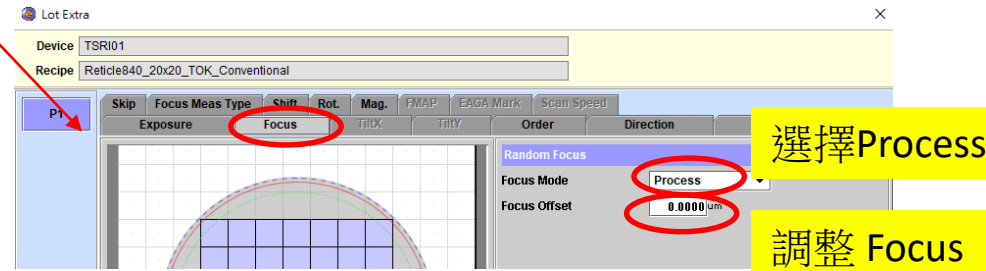 Lot Extra
Device TSRI01
Recipe Reticle840_20x20_TOK_Conventional
P1
Skip Focus Meas Type Shift Rot. Mag. FMAP EAGA Mark Scan Speed
Exposure Focus TiltX TiltY Order Direction
Random Focus
選擇Process
Focus Mode Process
Focus Offset 0.0000 um
調整 Focus